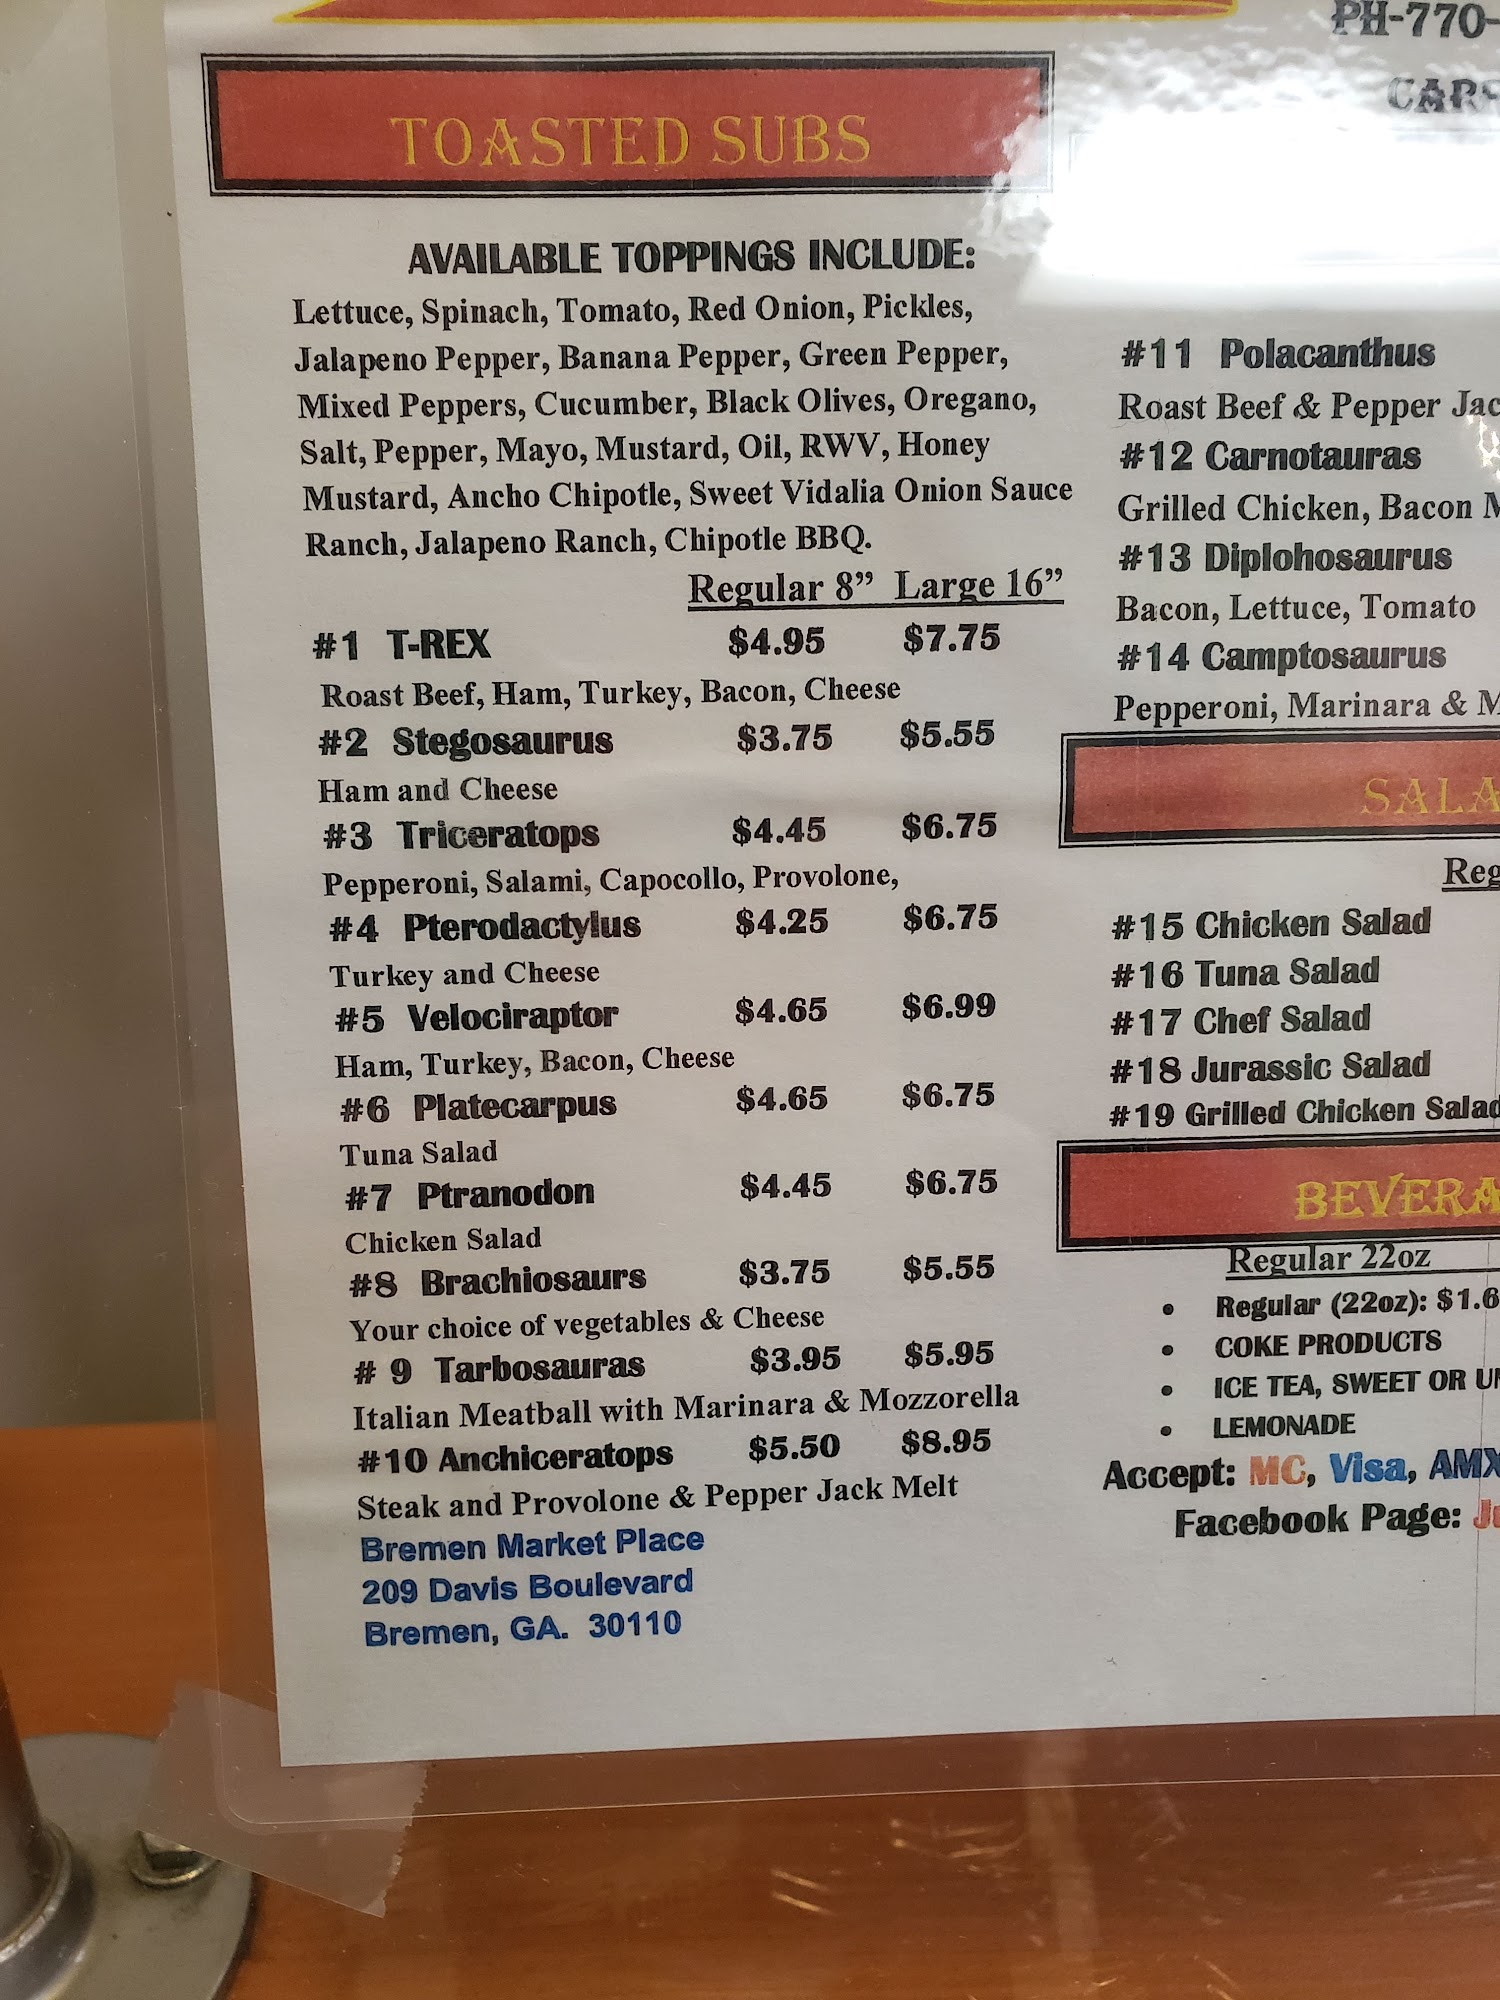 TOASTED SUBS
AVAILABLE TOPPINGS INCLUDE:
Lettuce, Spinach, Tomato, Red Onion, Pickles,
Jalapeno Pepper, Banana Pepper, Green Pepper,
Mixed Peppers, Cucumber, Black Olives, Oregano,
Salt, Pepper, Mayo, Mustard, Oil, RWV, Honey
Mustard, Ancho Chipotle, Sweet Vidalia Onion Sauce
Ranch, Jalapeno Ranch, Chipotle BBQ.
Regular 8” Large 16”
#1 T-REX $4.95 $7.75
Roast Beef, Ham, Turkey, Bacon, Cheese
#2 Stegosaurus $3.75 $5.55
Ham and Cheese
#3 Triceratops $4.45 $6.75
Pepperoni, Salami, Capocollo, Provolone,
#4 Pterodactylus $4.25 $6.75
Turkey and Cheese
#5 Velociraptor $4.65 $6.99
Ham, Turkey, Bacon, Cheese
#6 Platecarpus $4.65 $6.75
Tuna Salad
#7 Ptranodon $4.45 $6.75
Chicken Salad
#8 Brachiosaurs $3.75 $5.55
Your choice of vegetables & Cheese
# 9 Tarbosauras $3.95 $5.95
Italian Meatball with Marinara & Mozzorella
#10 Anchiceratops $5.50 $8.95
Steak and Provolone & Pepper Jack Melt
Bremen Market Place
209 Davis Boulevard
Bremen, GA. 30110
PH-770-
#11 Polacanthus
Roast Beef & Pepper Jac
#12 Carnotauras
Grilled Chicken, Bacon
#13 Diplohosaurus
Bacon, Lettuce, Tomato
#14 Camptosaurus
Pepperoni, Marinara &
SALA
Reg
#15 Chicken Salad
#16 Tuna Salad
#17 Chef Salad
#18 Jurassic Salad
#19 Grilled Chicken Salad
BEVERA
Regular 22oz
• Regular (22oz): $1.6
• COKE PRODUCTS
• ICE TEA, SWEET OR UN
• LEMONADE
Accept: MC, Visa, AMX
Facebook Page: Ju